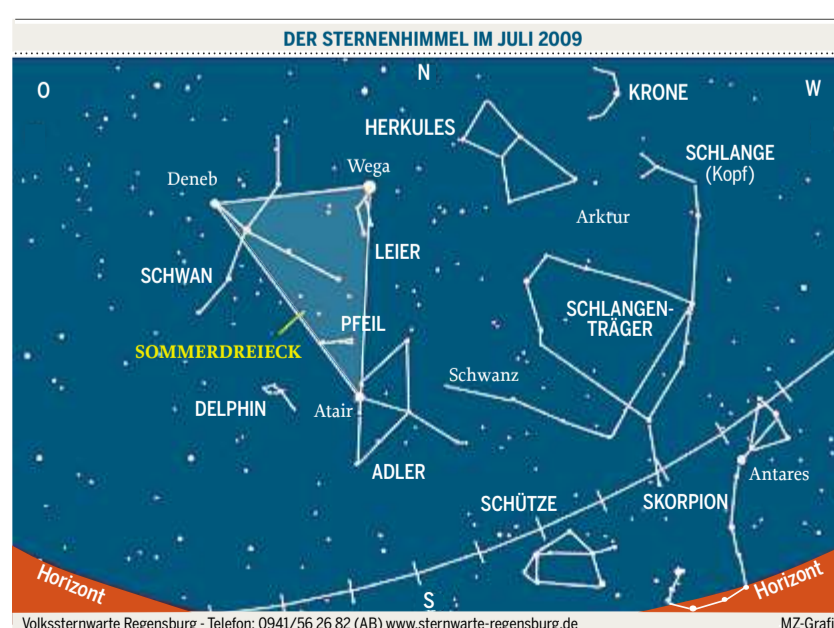 DER STERNENHIMMEL IM JULI 2009
O
N
W
KRONE
HERKULES
SCHLANGE
(Kopf)
Wega
Deneb
Arktur
LEIER
SCHWAN
SCHLANGEN-
TRÄGER
PFEIL
SOMMERDREIECK
Schwanz
DELPHIN
Atair
ADLER
Antares
SCHÜTZE
SKORPION
Horizont
Horizont
S
Volkssternwarte Regensburg - Telefon: 0941/56 26 82 (AB) www.sternwarte-regensburg.de
MZ-Grafi